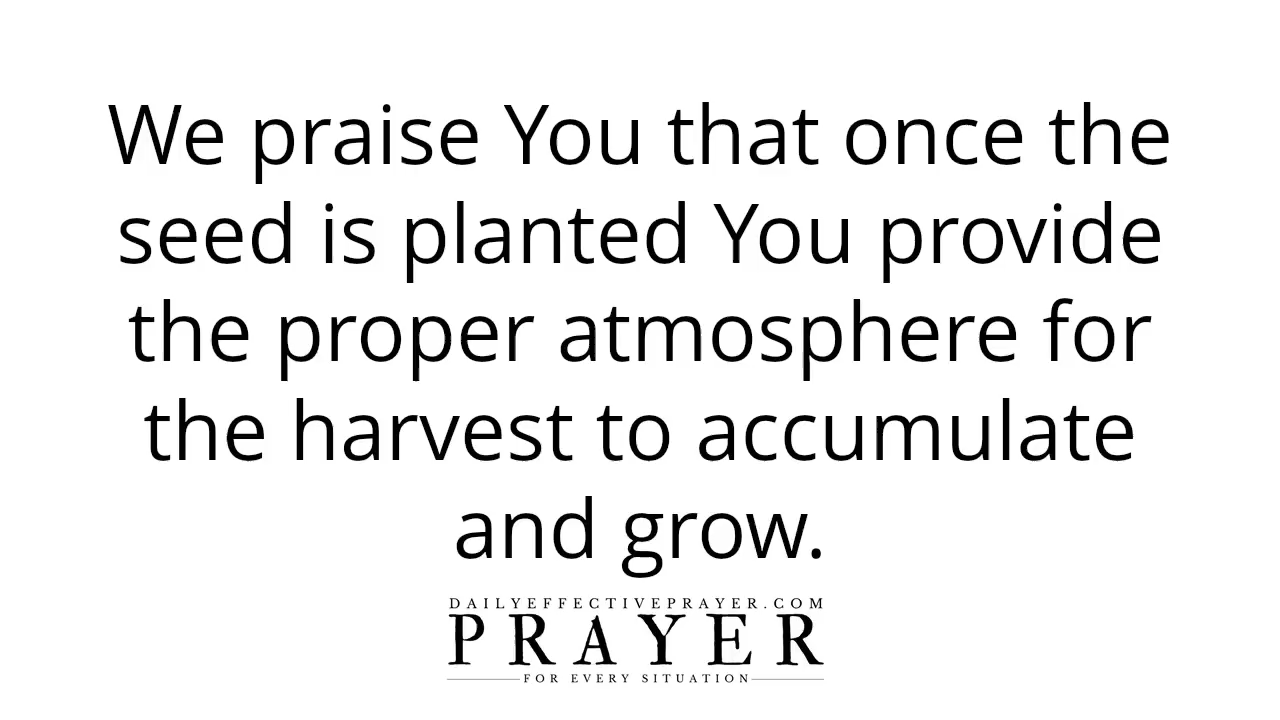 We praise You that once the
seed is planted You provide
the proper atmosphere for
the harvest to accumulate
and grow.
DAILYEFFECTIVEPRAYER.COM
PRAYER
FOR EVERY SITUATION